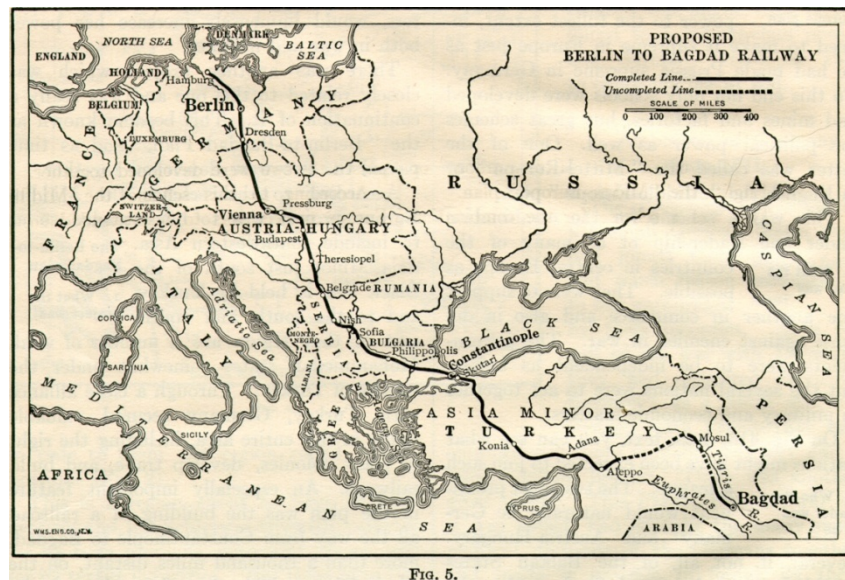 PROPOSED
BERLIN TO BAGDAD RAILWAY
Completed Line
Uncompleted Line
SCALE OF MILES
0 100 200 300 400
NORTH SEA
DENMARK
BALTIC
SEA
ENGLAND
HOLLAND
Hamburg
BELGIUM
Berlin
GERMANY
LUXEMBURG
Dresden
FRANCE
RUSSIA
SWITZER-
LAND
Vienna
Pressburg
AUSTRIA-HUNGARY
Budapest
Theresiopel
CASPIAN
SEA
ITALY
Adriatic Sea
Belgrade
RUMANIA
SERBIA
Nish
Sofia
BULGARIA
BLACK SEA
CORSICA
MONTE-
NEGRO
ALBANIA
Philippopolis
Constantinople
Skutari
SARDINIA
GREECE
ASIA MINOR
TURKEY
PERSIA
MEDITERRANEAN
SEA
SICILY
Konia
Adana
Mosul
Aleppo
Tigris R.
Euphrates R.
Bagdad
AFRICA
CRETE
CYPRUS
ARABIA
FIG. 5.